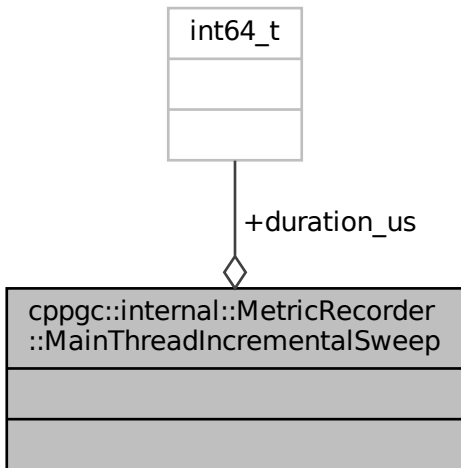 int64_t
+duration_us
cppgc::internal::MetricRecorder
::MainThreadIncrementalSweep